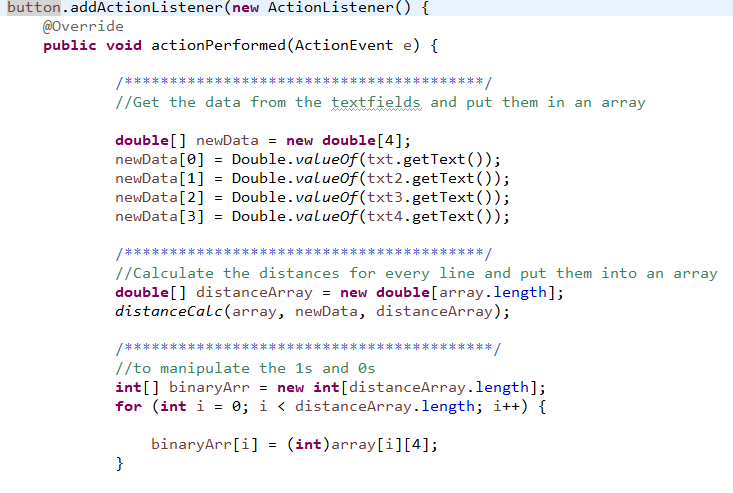 button.addActionListener(new ActionListener() {
    @Override
    public void actionPerformed(ActionEvent e) {

            /****************************************/
            //Get the data from the textfields and put them in an array

            double[] newData = new double[4];
            newData[0] = Double.valueOf(txt.getText());
            newData[1] = Double.valueOf(txt2.getText());
            newData[2] = Double.valueOf(txt3.getText());
            newData[3] = Double.valueOf(txt4.getText());

            /****************************************/
            //Calculate the distances for every line and put them into an array
            double[] distanceArray = new double[array.length];
            distanceCalc(array, newData, distanceArray);

            /*****************************************/
            //to manipulate the 1s and 0s
            int[] binaryArr = new int[distanceArray.length];
            for (int i = 0; i < distanceArray.length; i++) {

                binaryArr[i] = (int)array[i][4];
            }